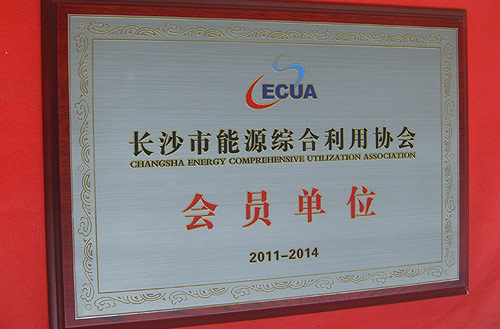 ECUA
长沙市能源综合利用协会
CHANGSHA ENERGY COMPREHENSIVE UTILIZATION ASSOCIATION
会员单位
2011-2014